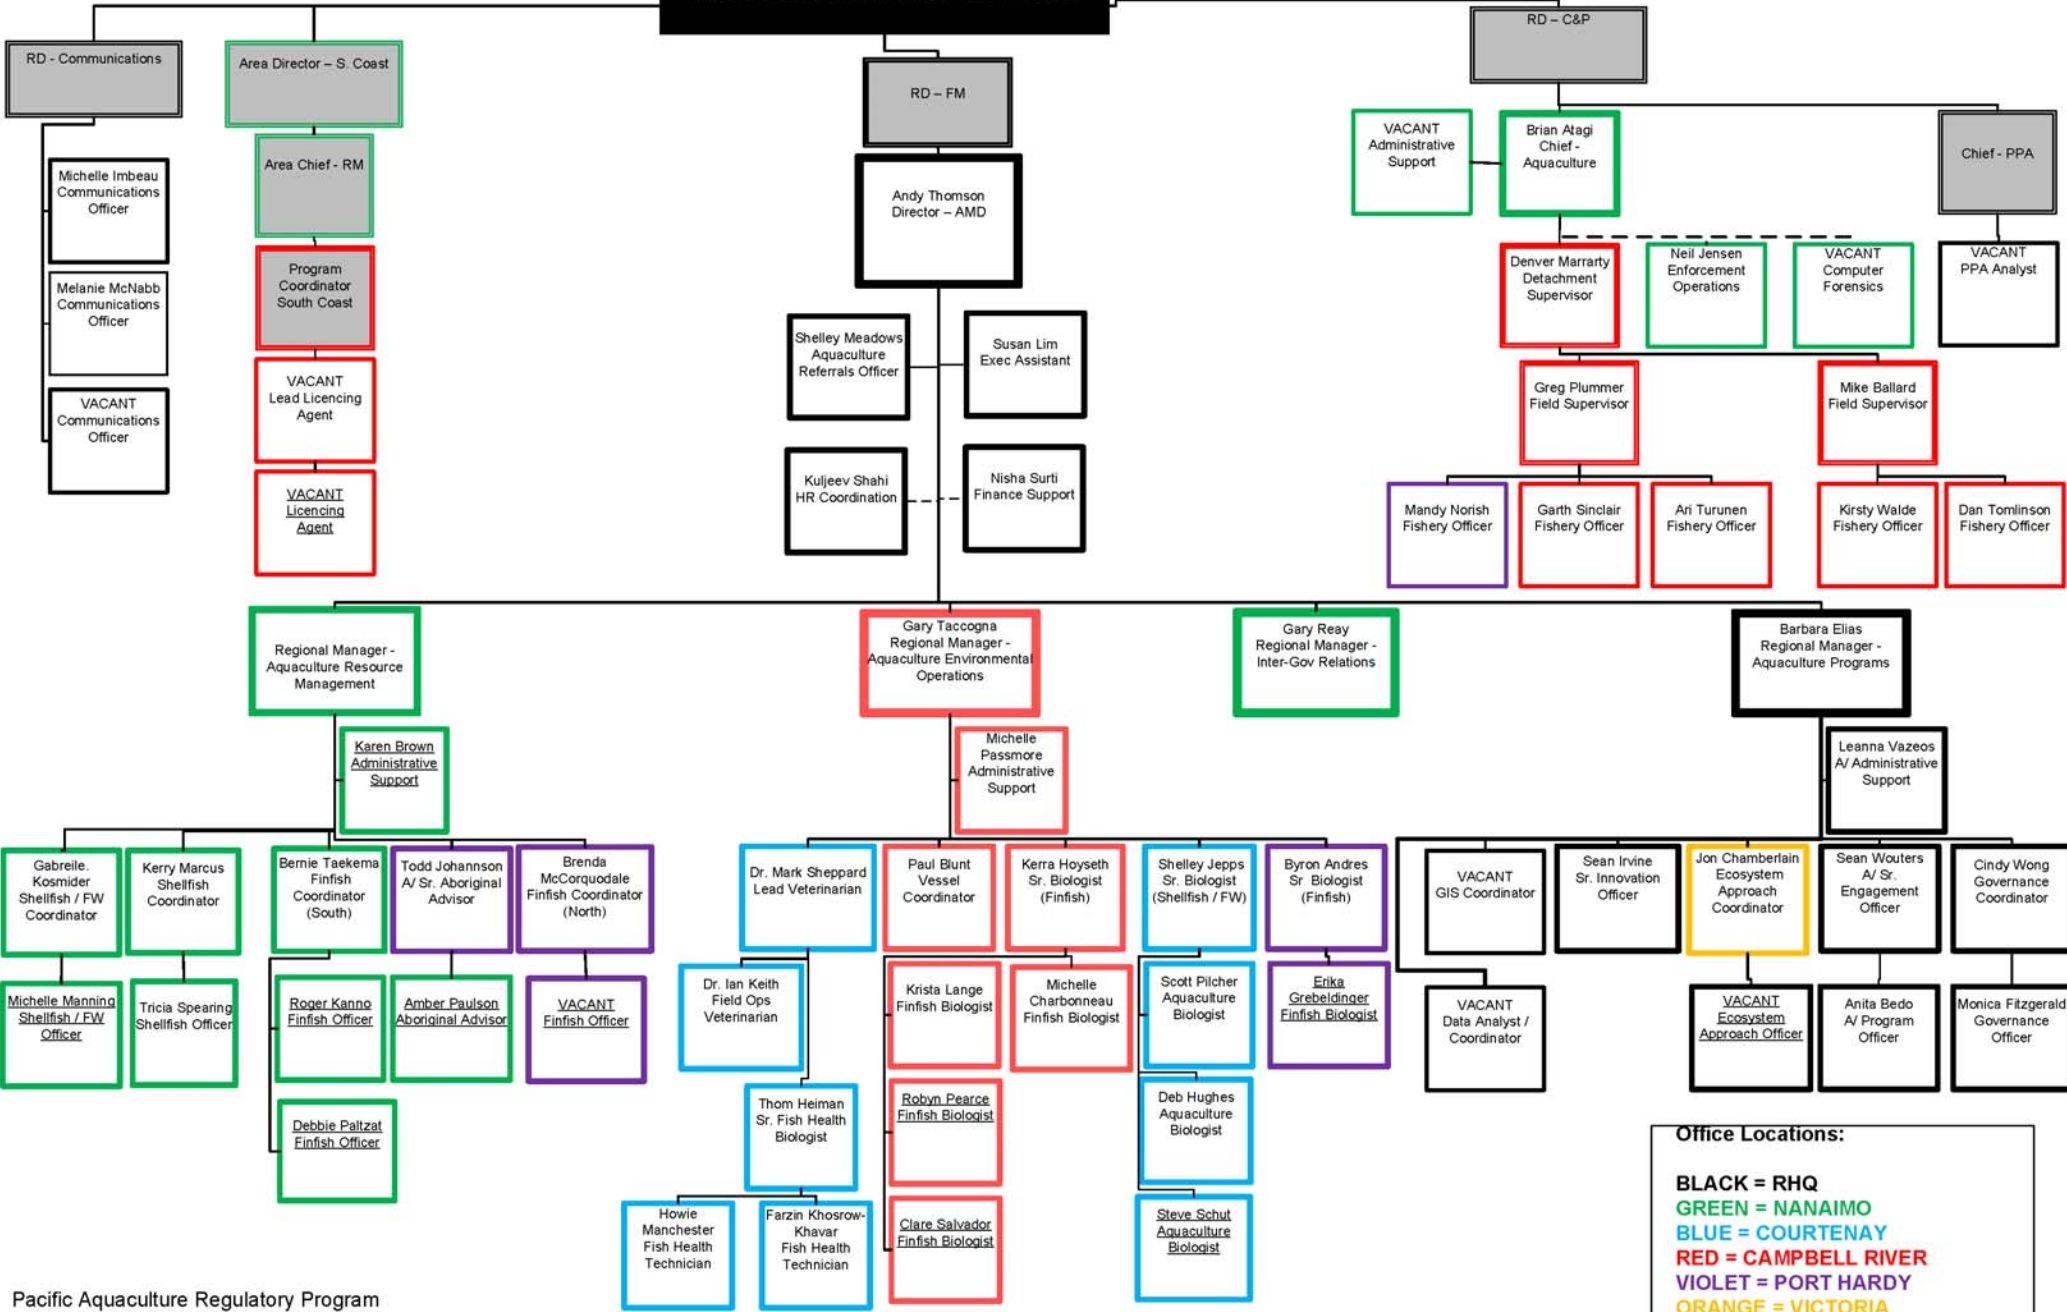 RD - Communications
Area Director – S. Coast
RD – FM
RD – C&P
Michelle Imbeau
Communications
Officer
Melanie McNabb
Communications
Officer
VACANT
Communications
Officer
Area Chief - RM
Program
Coordinator
South Coast
VACANT
Lead Licencing
Agent
VACANT
Licencing
Agent
Andy Thomson
Director – AMD
Shelley Meadows
Aquaculture
Referrals Officer
Susan Lim
Exec Assistant
Kuljeev Shahi
HR Coordination
Nisha Surti
Finance Support
VACANT
Administrative
Support
Brian Atagi
Chief -
Aquaculture
Chief - PPA
Denver Marrarty
Detachment
Supervisor
Neil Jensen
Enforcement
Operations
VACANT
Computer
Forensics
VACANT
PPA Analyst
Greg Plummer
Field Supervisor
Mike Ballard
Field Supervisor
Mandy Norish
Fishery Officer
Garth Sinclair
Fishery Officer
Ari Turunen
Fishery Officer
Kirsty Walde
Fishery Officer
Dan Tomlinson
Fishery Officer
Regional Manager -
Aquaculture Resource
Management
Gary Taccogna
Regional Manager -
Aquaculture Environmental
Operations
Gary Reay
Regional Manager -
Inter-Gov Relations
Barbara Elias
Regional Manager -
Aquaculture Programs
Karen Brown
Administrative
Support
Michelle
Passmore
Administrative
Support
Leanna Vazeos
A/ Administrative
Support
Gabreile.
Kosmider
Shellfish / FW
Coordinator
Kerry Marcus
Shellfish
Coordinator
Bernie Taekema
Finfish
Coordinator
(South)
Todd Johannson
A/ Sr. Aboriginal
Advisor
Brenda
McCorquodale
Finfish Coordinator
(North)
Dr. Mark Sheppard
Lead Veterinarian
Paul Blunt
Vessel
Coordinator
Kerra Hoyseth
Sr. Biologist
(Finfish)
Shelley Jepps
Sr. Biologist
(Shellfish / FW)
Byron Andres
Sr Biologist
(Finfish)
VACANT
GIS Coordinator
Sean Irvine
Sr. Innovation
Officer
Jon Chamberlain
Ecosystem
Approach
Coordinator
Sean Wouters
A/ Sr.
Engagement
Officer
Cindy Wong
Governance
Coordinator
Michelle Manning
Shellfish / FW
Officer
Tricia Spearing
Shellfish Officer
Roger Kanno
Finfish Officer
Amber Paulson
Aboriginal Advisor
VACANT
Finfish Officer
Dr. Ian Keith
Field Ops
Veterinarian
Krista Lange
Finfish Biologist
Michelle
Charbonneau
Finfish Biologist
Scott Pilcher
Aquaculture
Biologist
Erika
Grebeldinger
Finfish Biologist
VACANT
Data Analyst /
Coordinator
VACANT
Ecosystem
Approach Officer
Anita Bedo
A/ Program
Officer
Monica Fitzgerald
Governance
Officer
Debbie Paltzat
Finfish Officer
Thom Heiman
Sr. Fish Health
Biologist
Robyn Pearce
Finfish Biologist
Deb Hughes
Aquaculture
Biologist
Howie
Manchester
Fish Health
Technician
Farzin Khosrow-
Khavar
Fish Health
Technician
Clare Salvador
Finfish Biologist
Steve Schut
Aquaculture
Biologist
Office Locations:
BLACK = RHQ
GREEN = NANAIMO
BLUE = COURTENAY
RED = CAMPBELL RIVER
VIOLET = PORT HARDY
ORANGE = VICTORIA
Pacific Aquaculture Regulatory Program